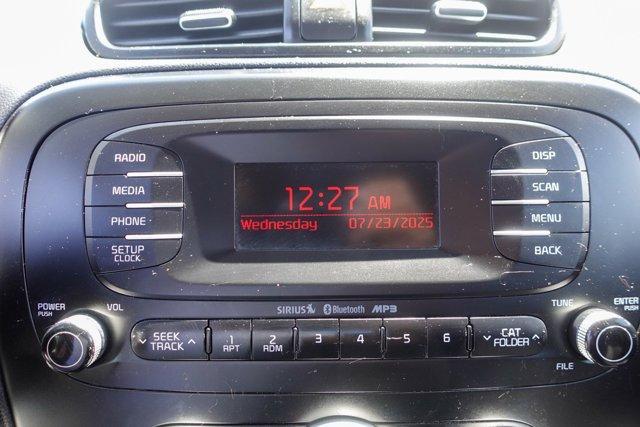 RADIO
MEDIA
PHONE
SETUP
CLOCK
12:27 AM
Wednesday 07/23/2025
DISP
SCAN
MENU
BACK
POWER
PUSH
VOL
SIRIUS Bluetooth MP3
TUNE
ENTER
PUSH
SEEK
TRACK
1
RPT
2
RDM
3
4
5
6
CAT
FOLDER
FILE